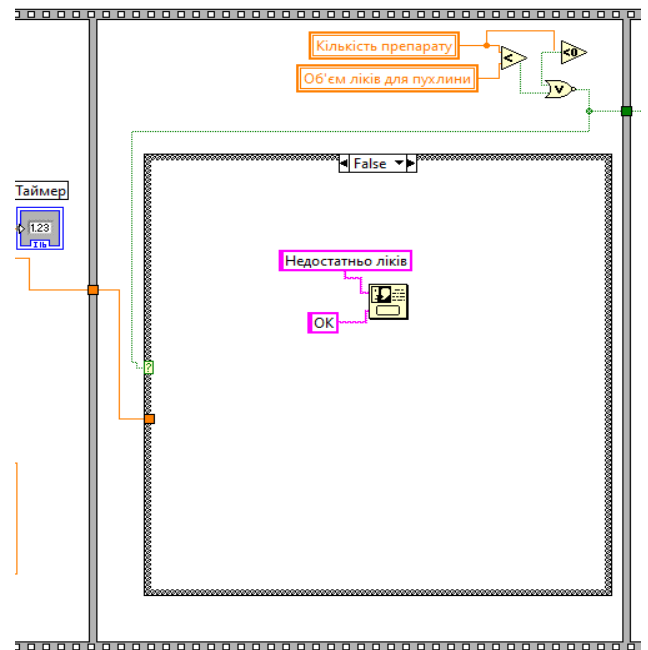 Кількість препарату
<
<0
Об'єм ліків для пухлини
V
False
Таймер
1.23
Недостатньо ліків
OK
?